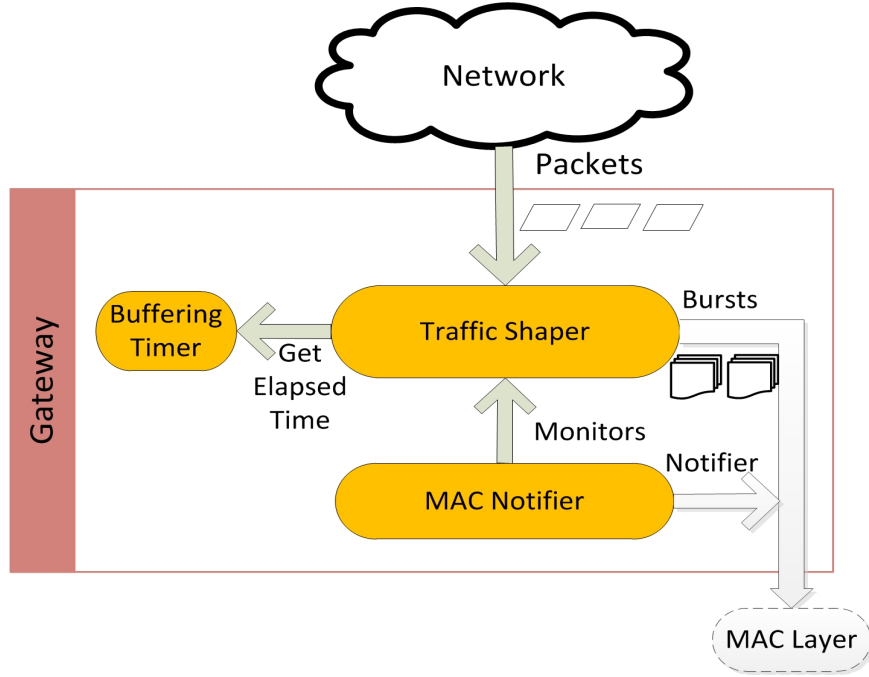 Network
Packets
Gateway
Buffering
Timer
Get
Elapsed
Time
Traffic Shaper
Bursts
Monitors
Notifier
MAC Notifier
MAC Layer